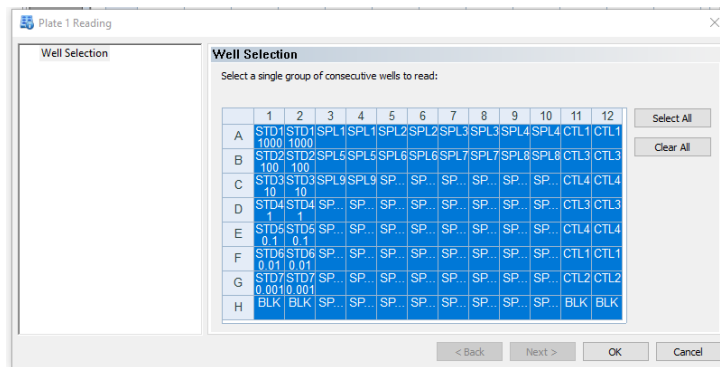 Plate 1 Reading
Well Selection
Well Selection
Select a single group of consecutive wells to read:
1 2 3 4 5 6 7 8 9 10 11 12
A STD1 STD1 SPL1 SPL1 SPL2 SPL2 SPL3 SPL3 SPL4 SPL4 CTL1 CTL1
1000 1000
B STD2 STD2 SPL5 SPL5 SPL6 SPL6 SPL7 SPL7 SPL8 SPL8 CTL3 CTL3
100 100
C STD3 STD3 SPL9 SPL9 SP... SP... SP... SP... SP... SP... CTL4 CTL4
10 10
D STD4 STD4 SP... SP... SP... SP... SP... SP... SP... SP... CTL3 CTL3
1 1
E STD5 STD5 SP... SP... SP... SP... SP... SP... SP... SP... CTL4 CTL4
0.1 0.1
F STD6 STD6 SP... SP... SP... SP... SP... SP... SP... SP... CTL1 CTL1
0.01 0.01
G STD7 STD7 SP... SP... SP... SP... SP... SP... SP... SP... CTL2 CTL2
0.001 0.001
H BLK BLK SP... SP... SP... SP... SP... SP... SP... SP... BLK BLK
Select All
Clear All
< Back
Next >
OK
Cancel